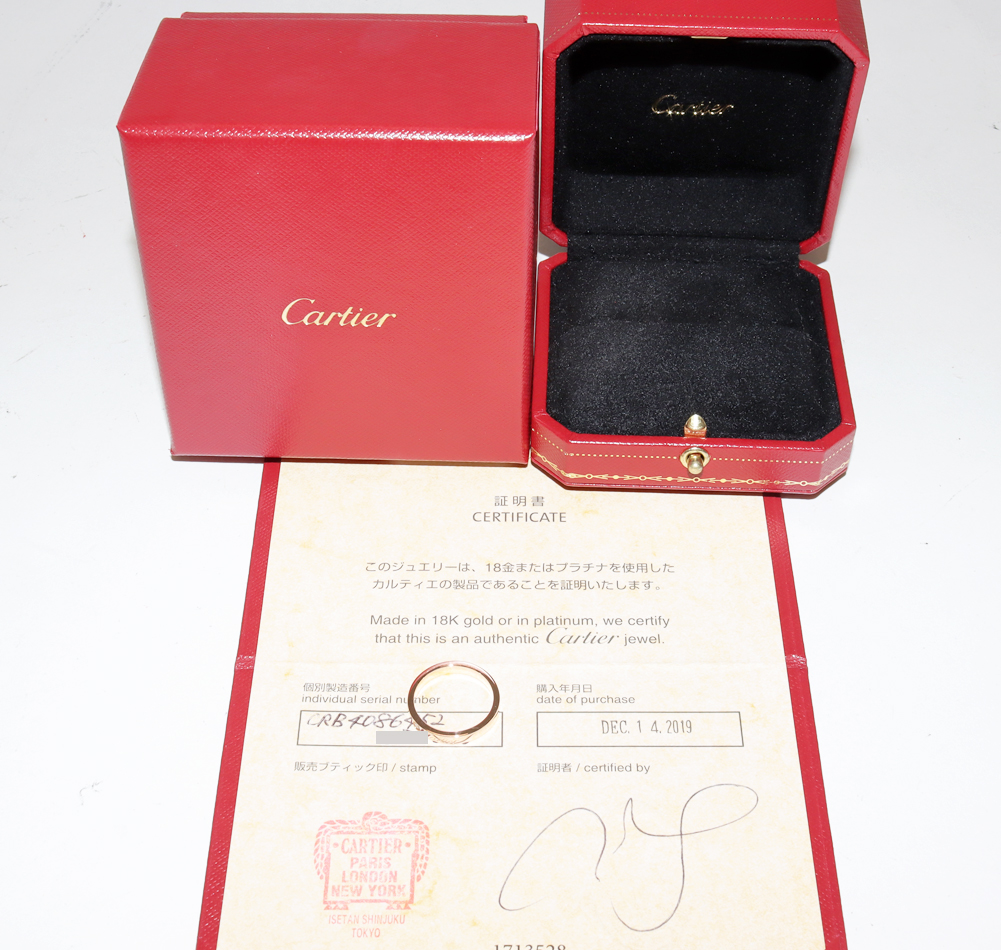 Cartier
Cartier
証明書
CERTIFICATE
このジュエリーは、18金またはプラチナを使用した
カルティエの製品であることを証明いたします。
Made in 18K gold or in platinum, we certify
that this is an authentic Cartier jewel.
個別製造番号
individual serial number
CRB4086452
購入年月日
date of purchase
DEC. 1 4. 2019
販売ブティック印 / stamp
証明者 / certified by
CARTIER
PARIS
LONDON
NEW YORK
ISETAN SHINJUKU
TOKYO